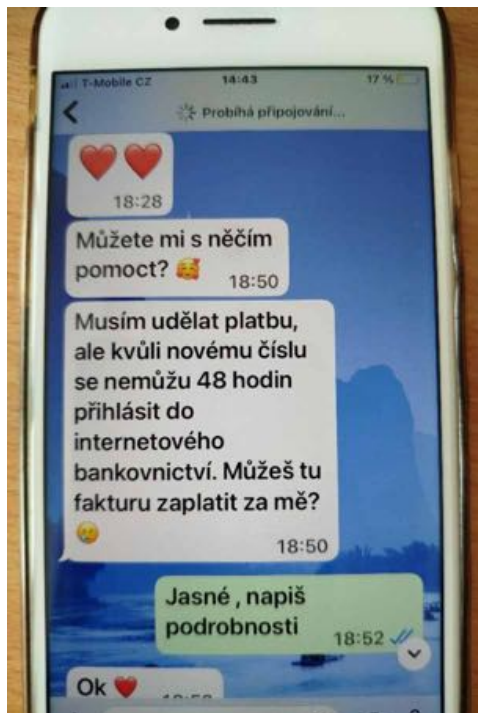 T-Mobile CZ 14:43 17 %
Probíhá připojování...
❤️❤️
18:28
Můžete mi s něčím
pomoct? 🥰
18:50
Musím udělat platbu,
ale kvůli novému číslu
se nemůžu 48 hodin
přihlásit do
internetového
bankovnictví. Můžeš tu
fakturu zaplatit za mě?
🥲
18:50
Jasné , napiš
podrobnosti
18:52
Ok ❤️